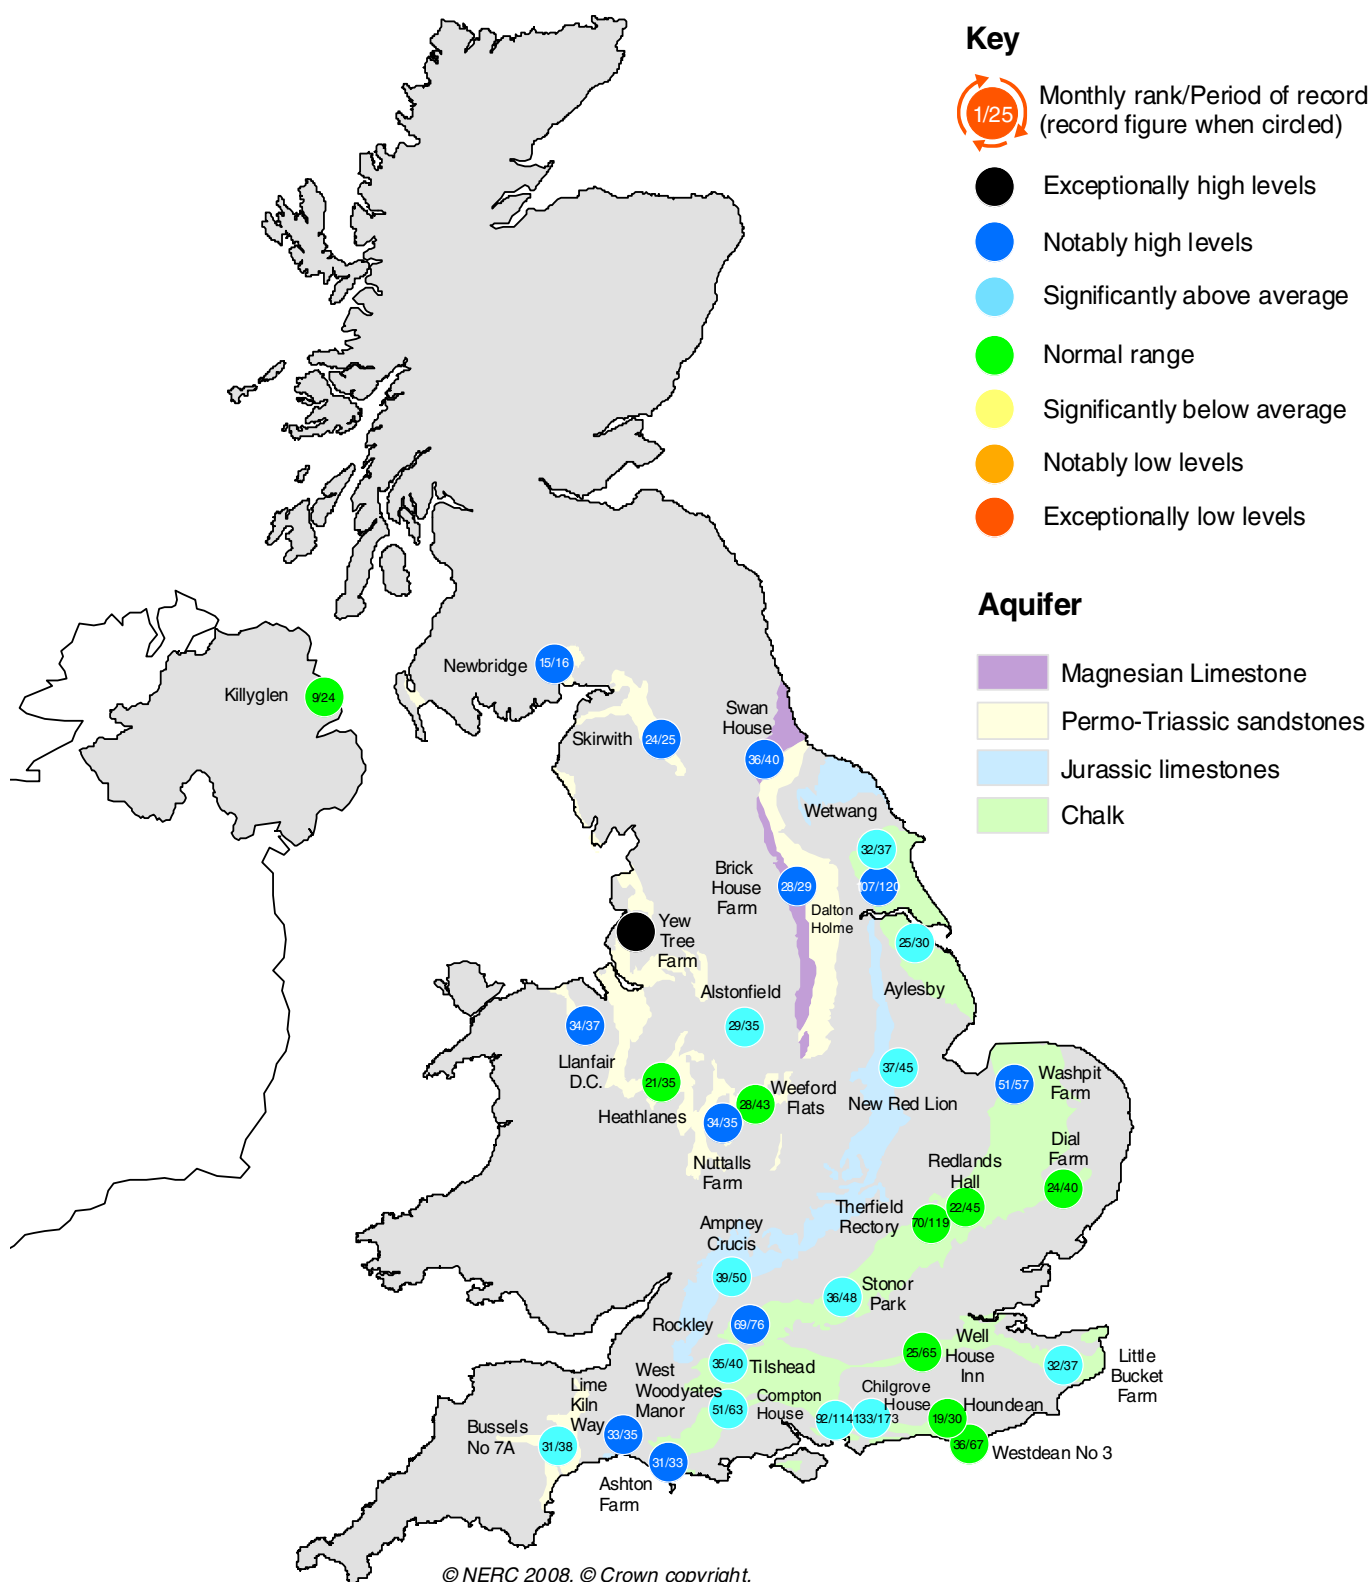 Key
1/25
Monthly rank/Period of record
(record figure when circled)
Exceptionally high levels
Notably high levels
Significantly above average
Normal range
Significantly below average
Notably low levels
Exceptionally low levels
Aquifer
Magnesian Limestone
Permo-Triassic sandstones
Jurassic limestones
Chalk
Newbridge
15/16
Killyglen
9/24
Skirwith
24/25
Swan
House
36/40
Wetwang
32/37
Brick
House
Farm
28/29
107/120
Dalton
Holme
Yew
Tree
Farm
25/30
Aylesby
Alstonfield
29/35
34/37
Llanfair
D.C.
37/45
New Red Lion
51/57
Washpit
Farm
21/35
Heathlanes
28/43
Weeford
Flats
34/35
Nuttalls
Farm
Dial
Farm
24/40
Redlands
Hall
22/45
Therfield
Rectory
70/119
Ampney
Crucis
39/50
36/48
Stonor
Park
Rockley
69/76
35/40
Tilshead
25/65
Well
House
Inn
32/37
Little
Bucket
Farm
West
Woodyates
Manor
51/63
Compton
House
92/114
Chilgrove
House
133/173
Houndean
19/30
36/67
Westdean No 3
Lime
Kiln
Way
33/35
Bussels
No 7A
31/38
31/33
Ashton
Farm
© NERC 2008. © Crown copyright.